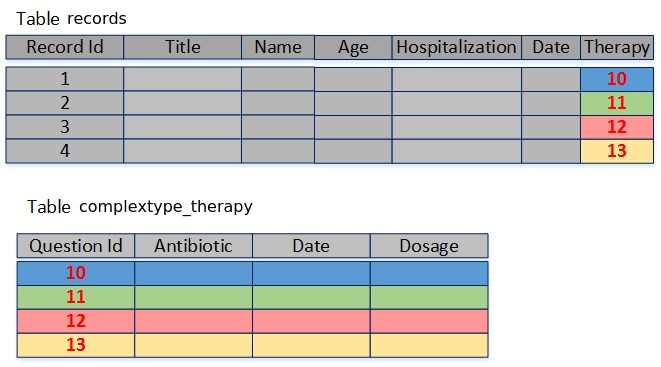 Table records
Record Id Title Name Age Hospitalization Date Therapy
1 10
2 11
3 12
4 13
Table complextype_therapy
Question Id Antibiotic Date Dosage
10
11
12
13